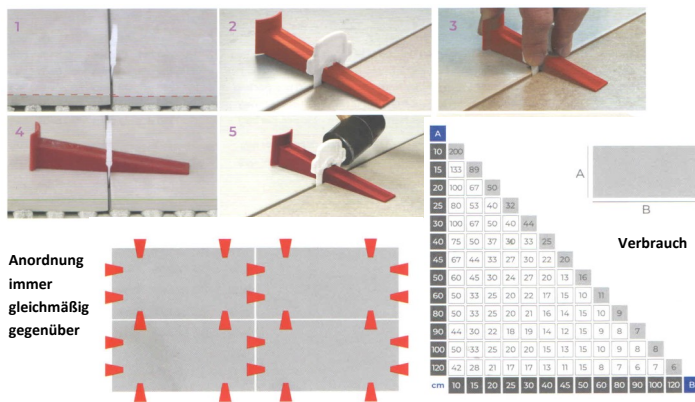 1
2
3
4
5
A
10 200
15 133 89
20 100 67 50
25 80 53 40 32
30 100 67 50 40 44
40 75 50 37 30 33 25
45 67 44 33 27 30 22 20
50 60 45 30 24 27 20 13 16
60 50 33 25 20 22 17 15 10 11
80 50 33 25 20 21 16 14 15 10 9
90 44 30 22 18 19 14 12 15 9 8 7
100 50 33 25 20 20 15 13 15 10 9 8 8
120 42 28 21 17 17 13 11 15 8 7 6 7 6
cm 10 15 20 25 30 40 45 50 60 80 90 100 120 B
A
B
Verbrauch
Anordnung
immer
gleichmäßig
gegenüber